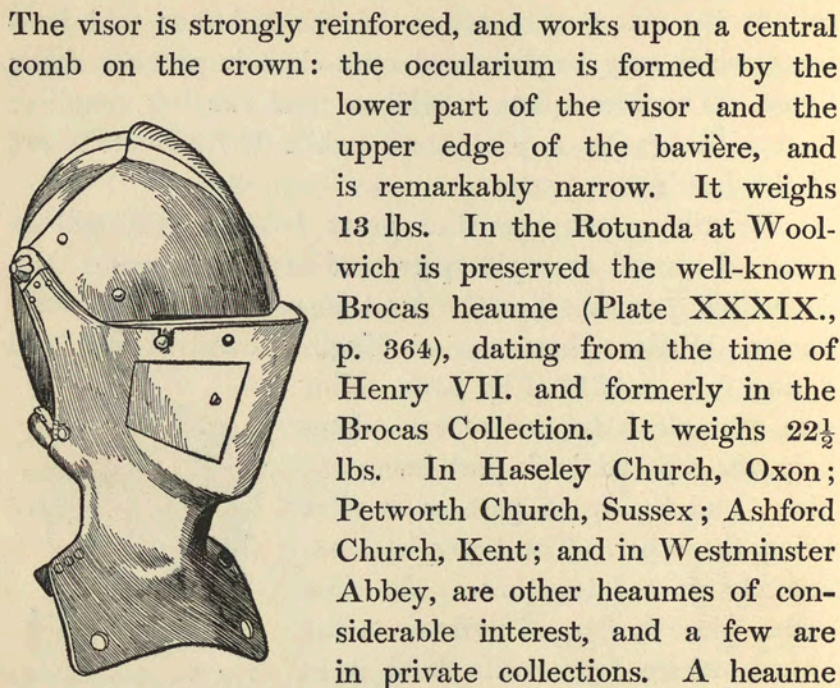 The visor is strongly reinforced, and works upon a central
comb on the crown: the occularium is formed by the
lower part of the visor and the
upper edge of the bavière, and
is remarkably narrow. It weighs
13 lbs. In the Rotunda at Wool-
wich is preserved the well-known
Brocas heaume (Plate XXXIX.,
p. 364), dating from the time of
Henry VII. and formerly in the
Brocas Collection. It weighs 22½
lbs. In Haseley Church, Oxon;
Petworth Church, Sussex; Ashford
Church, Kent; and in Westminster
Abbey, are other heaumes of con-
siderable interest, and a few are
in private collections. A heaume